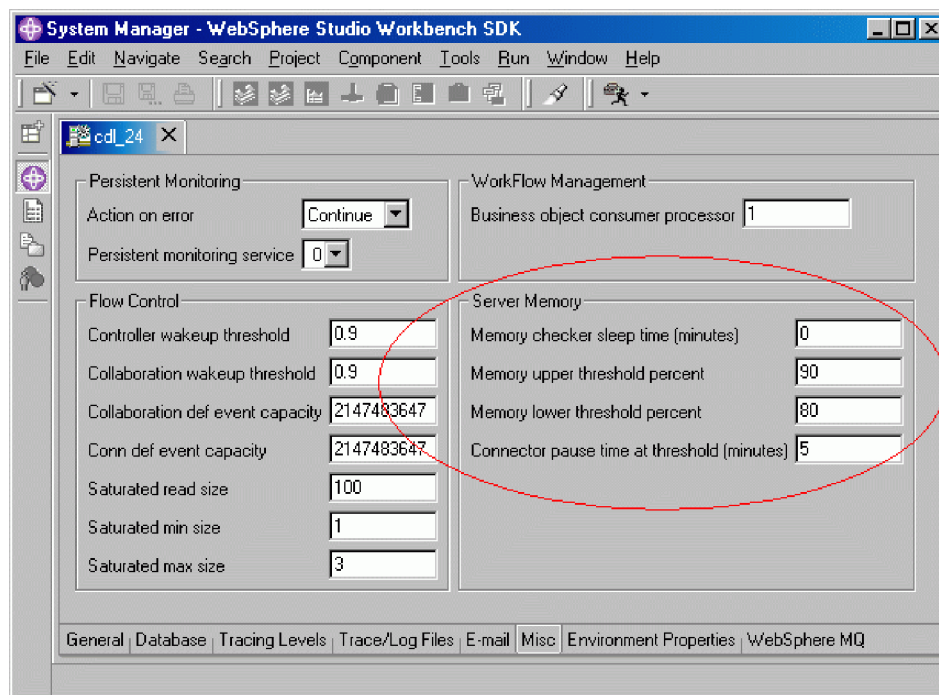 System Manager - WebSphere Studio Workbench SDK
File Edit Navigate Search Project Component Tools Run Window Help
cdl_24
Persistent Monitoring
Action on error Continue
Persistent monitoring service 0
WorkFlow Management
Business object consumer processor 1
Flow Control
Controller wakeup threshold 0.9
Collaboration wakeup threshold 0.9
Collaboration def event capacity 2147483647
Conn def event capacity 2147483647
Saturated read size 100
Saturated min size 1
Saturated max size 3
Server Memory
Memory checker sleep time (minutes) 0
Memory upper threshold percent 90
Memory lower threshold percent 80
Connector pause time at threshold (minutes) 5
General Database Tracing Levels Trace/Log Files E-mail Misc Environment Properties WebSphere MQ